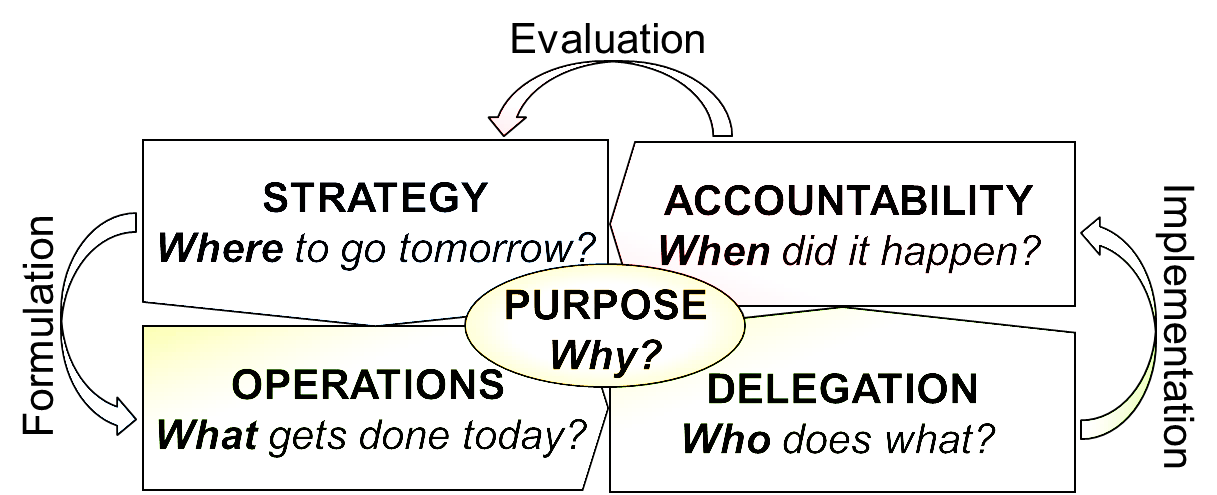 Evaluation
STRATEGY
Where to go tomorrow?
ACCOUNTABILITY
When did it happen?
Formulation
Implementation
PURPOSE
Why?
OPERATIONS
What gets done today?
DELEGATION
Who does what?